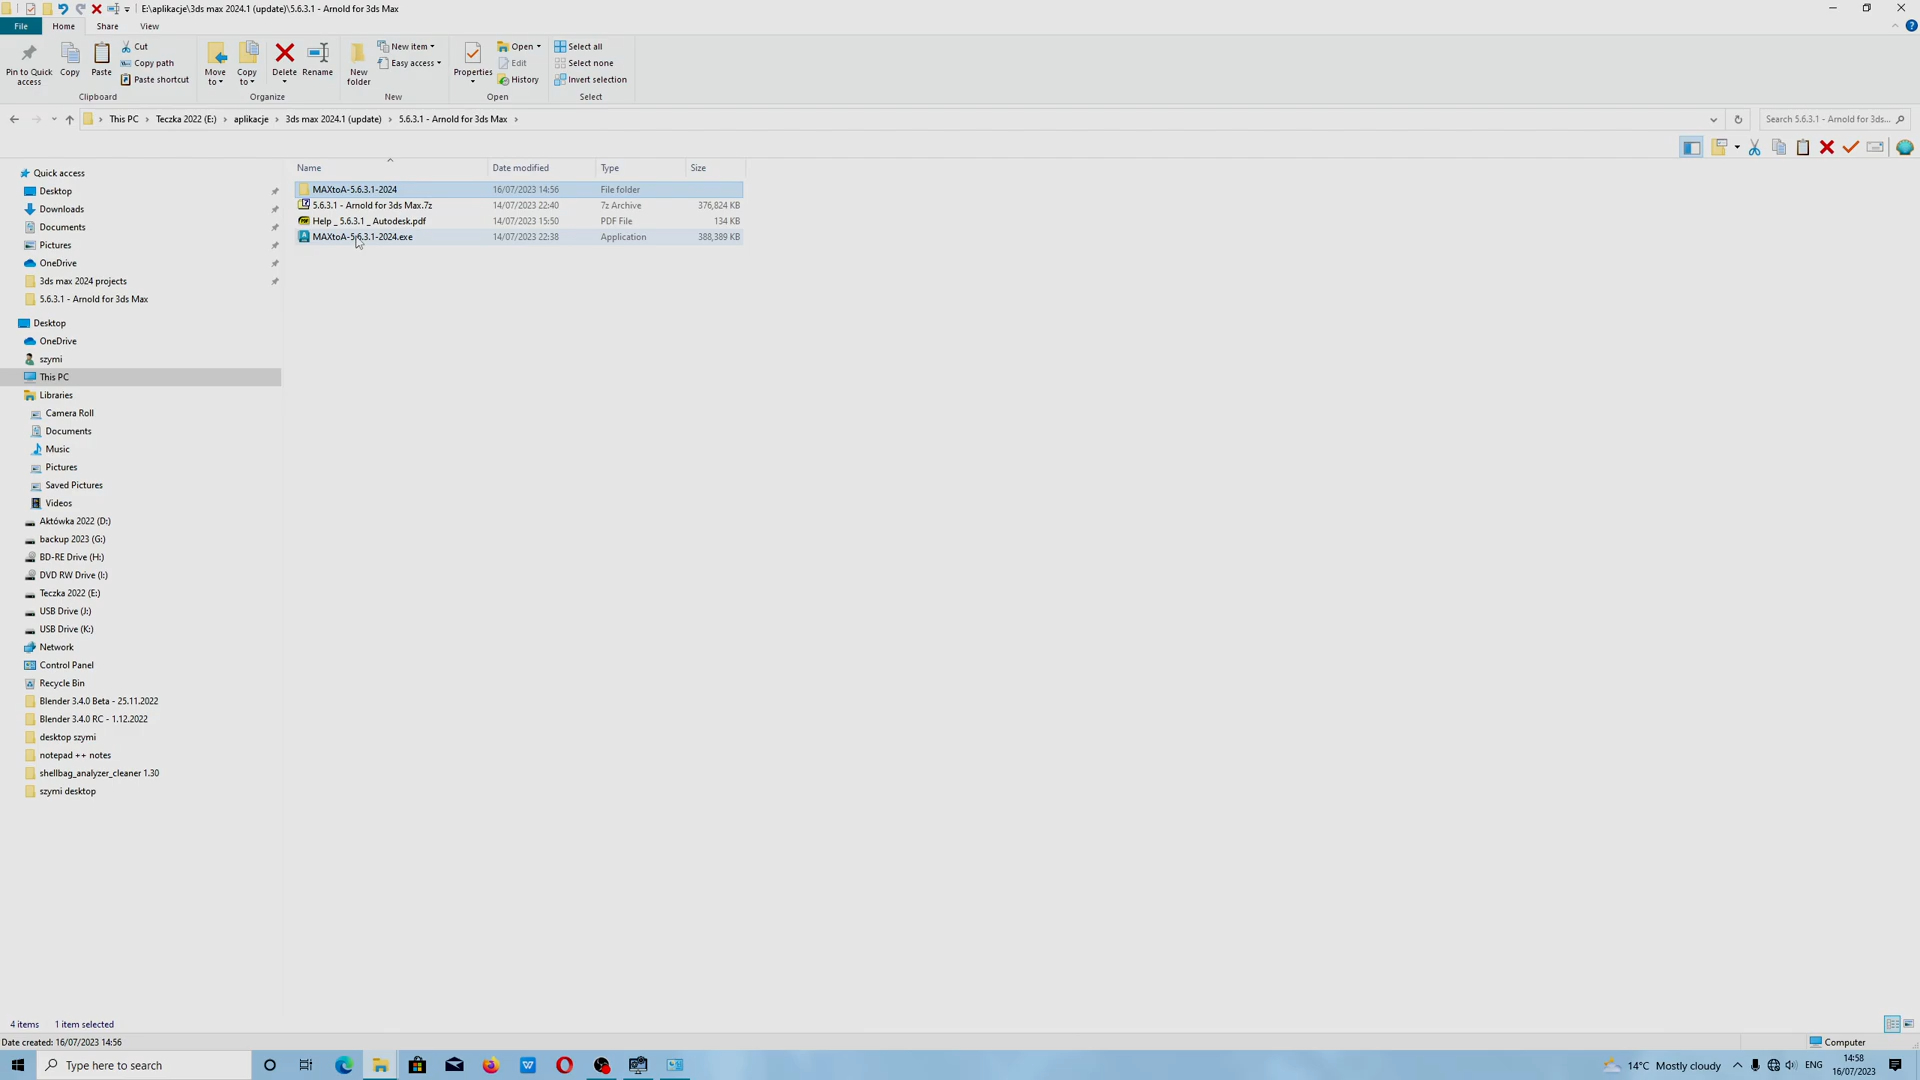 E:\aplikacje\3ds max 2024.1 (update)\5.6.3.1 - Arnold for 3ds Max
File Home Share View
Pin to Quick access
Copy
Paste
Cut
Copy path
Paste shortcut
Move to
Copy to
Delete
Rename
New folder
New item
Easy access
Properties
Open
Edit
History
Select all
Select none
Invert selection
Clipboard Organize New Open Select
This PC Teczka 2022 (E:) aplikacje 3ds max 2024.1 (update) 5.6.3.1 - Arnold for 3ds Max
Search 5.6.3.1 - Arnold for 3ds...
Name Date modified Type Size
MAXtoA-5.6.3.1-2024 16/07/2023 14:56 File folder
5.6.3.1 - Arnold for 3ds Max.7z 14/07/2023 22:40 7z Archive 376,824 KB
Help _ 5.6.3.1 _ Autodesk.pdf 14/07/2023 15:50 PDF File 134 KB
MAXtoA-5.6.3.1-2024.exe 14/07/2023 22:38 Application 388,389 KB
Quick access
Desktop
Downloads
Documents
Pictures
OneDrive
3ds max 2024 projects
5.6.3.1 - Arnold for 3ds Max
Desktop
OneDrive
szymi
This PC
Libraries
Camera Roll
Documents
Music
Pictures
Saved Pictures
Videos
Aktówka 2022 (D:)
backup 2023 (G:)
BD-RE Drive (H:)
DVD RW Drive (I:)
Teczka 2022 (E:)
USB Drive (J:)
USB Drive (K:)
Network
Control Panel
Recycle Bin
Blender 3.4.0 Beta - 25.11.2022
Blender 3.4.0 RC - 1.12.2022
desktop szymi
notepad ++ notes
shellbag_analyzer_cleaner 1.30
szymi desktop
4 items 1 item selected
Date created: 16/07/2023 14:56 Computer
Type here to search
14°C Mostly cloudy ENG
14:58
16/07/2023